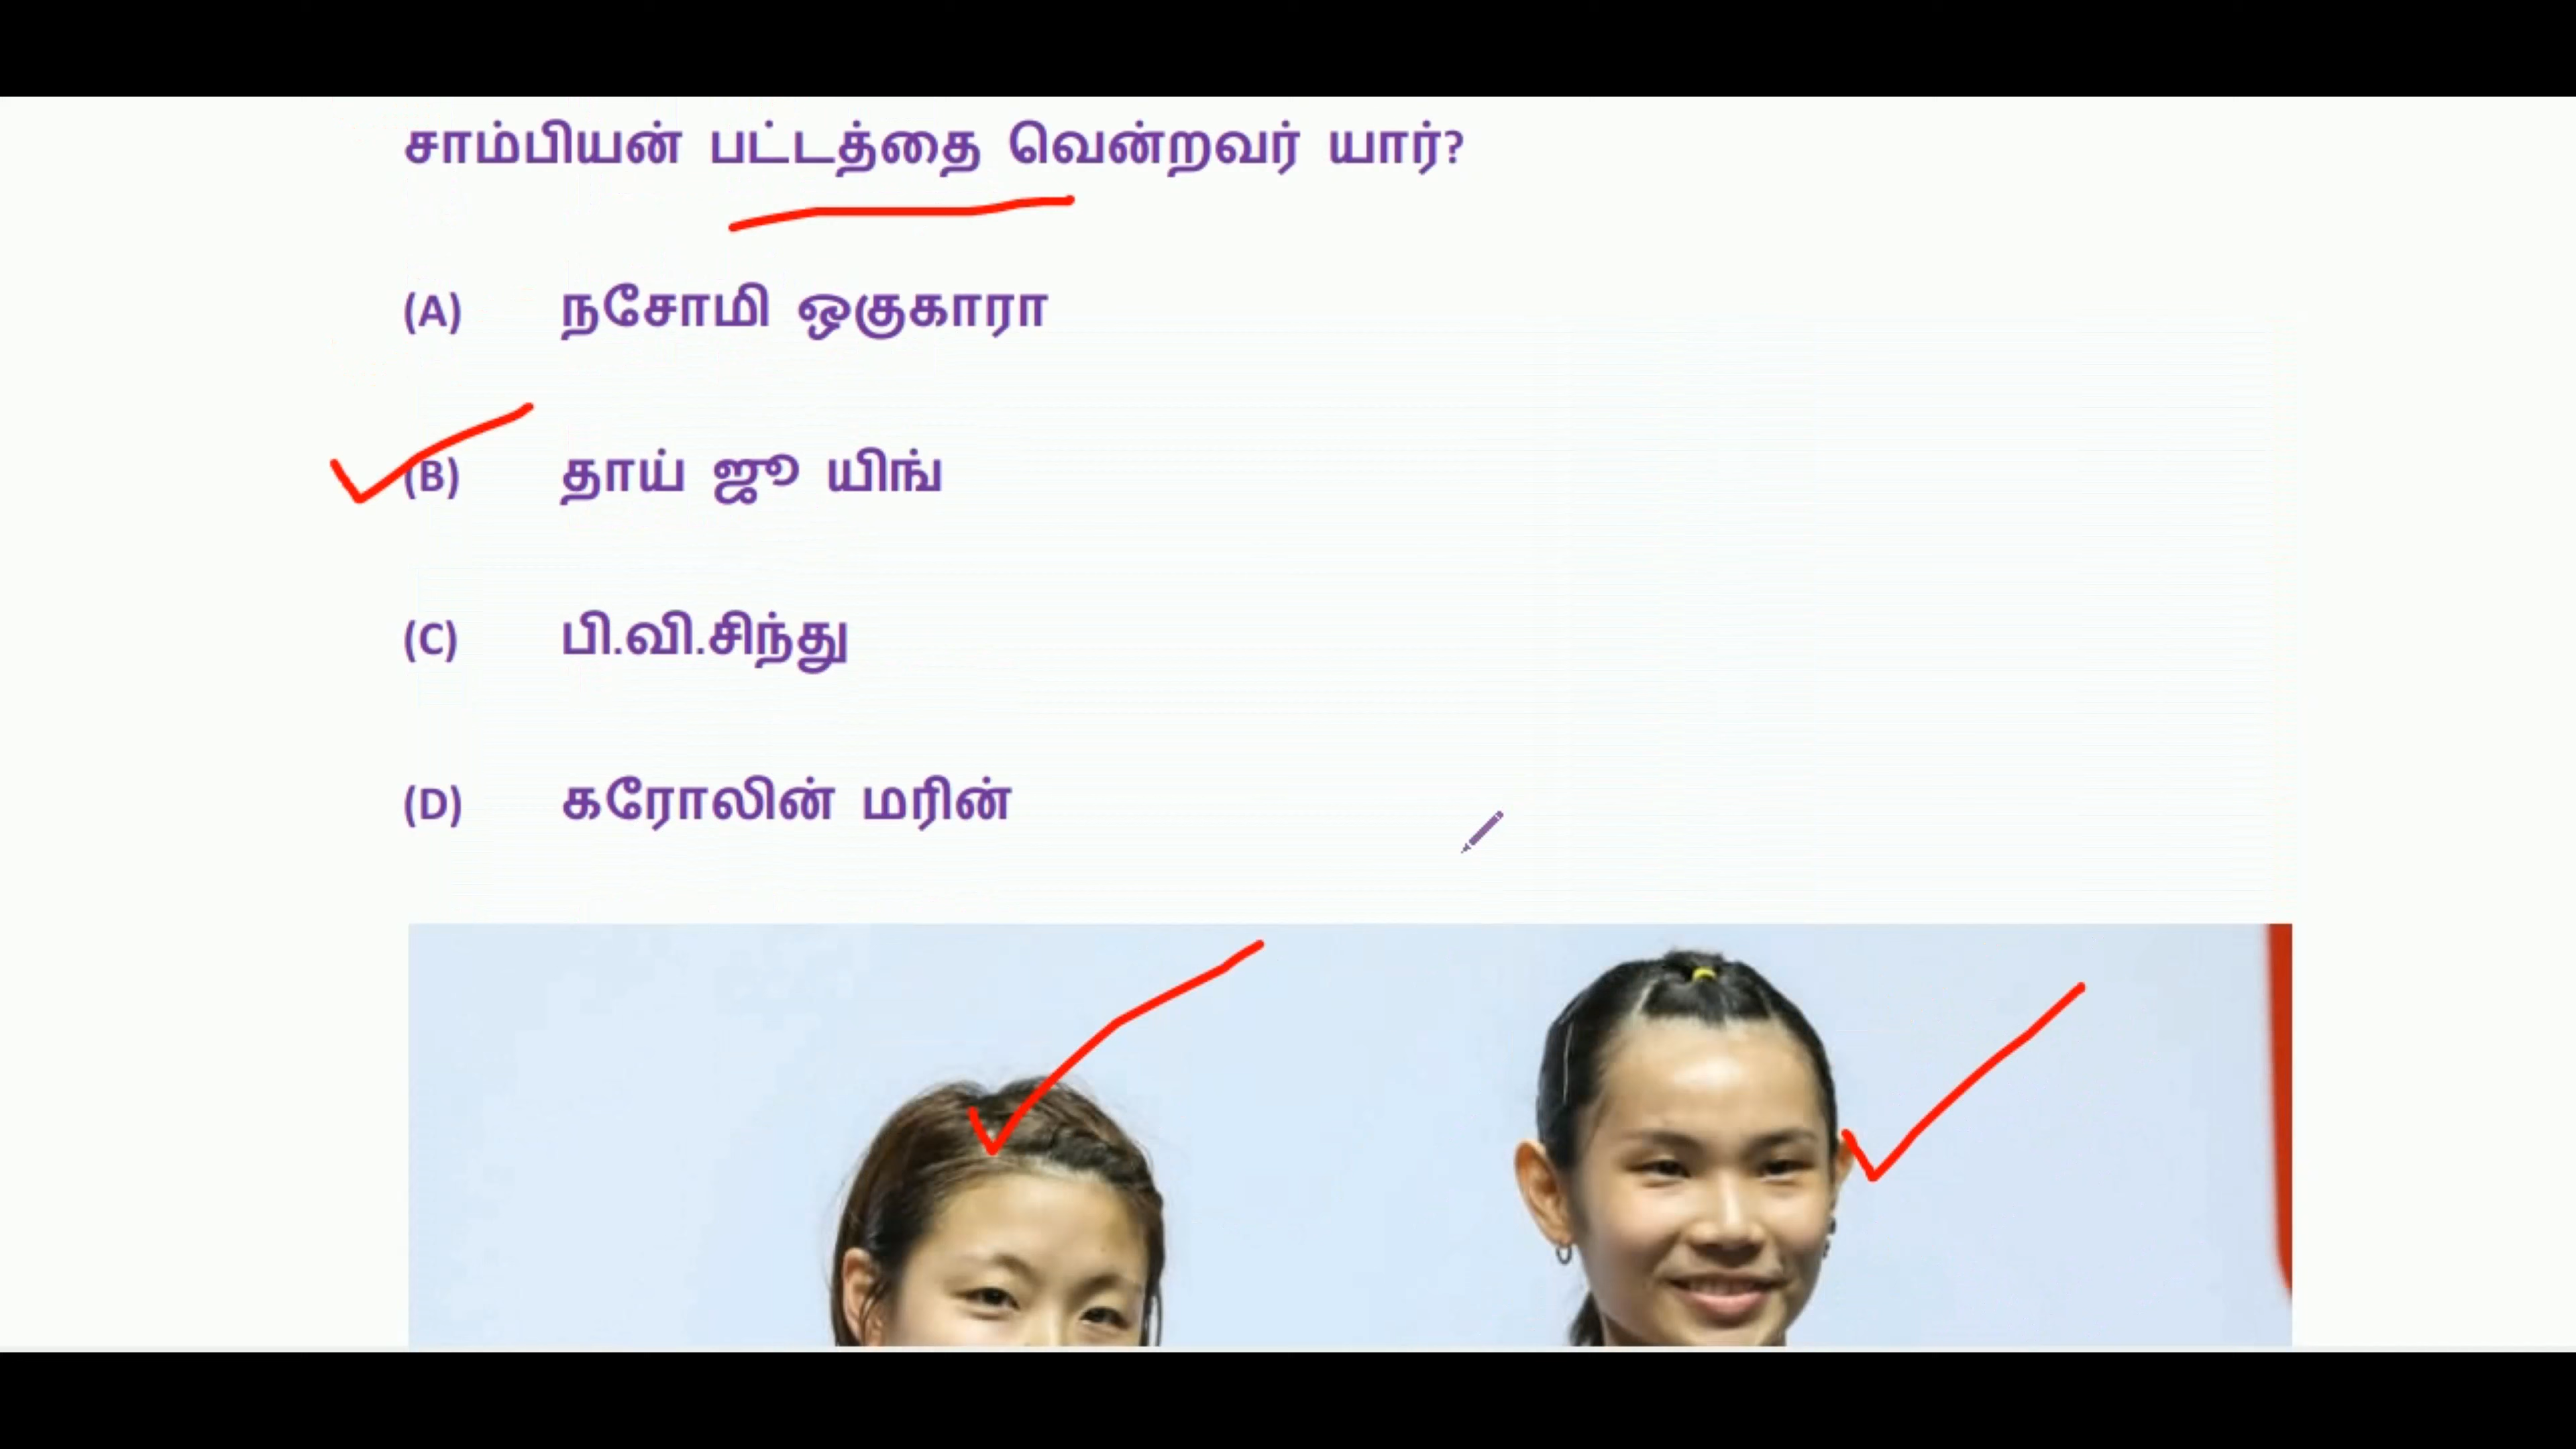 சாம்பியன் பட்டத்தை வென்றவர் யார்?
(A) நசோமி ஒகுகாரா
(B) தாய் ஜூ யிங்
(C) பி.வி.சிந்து
(D) கரோலின் மரின்